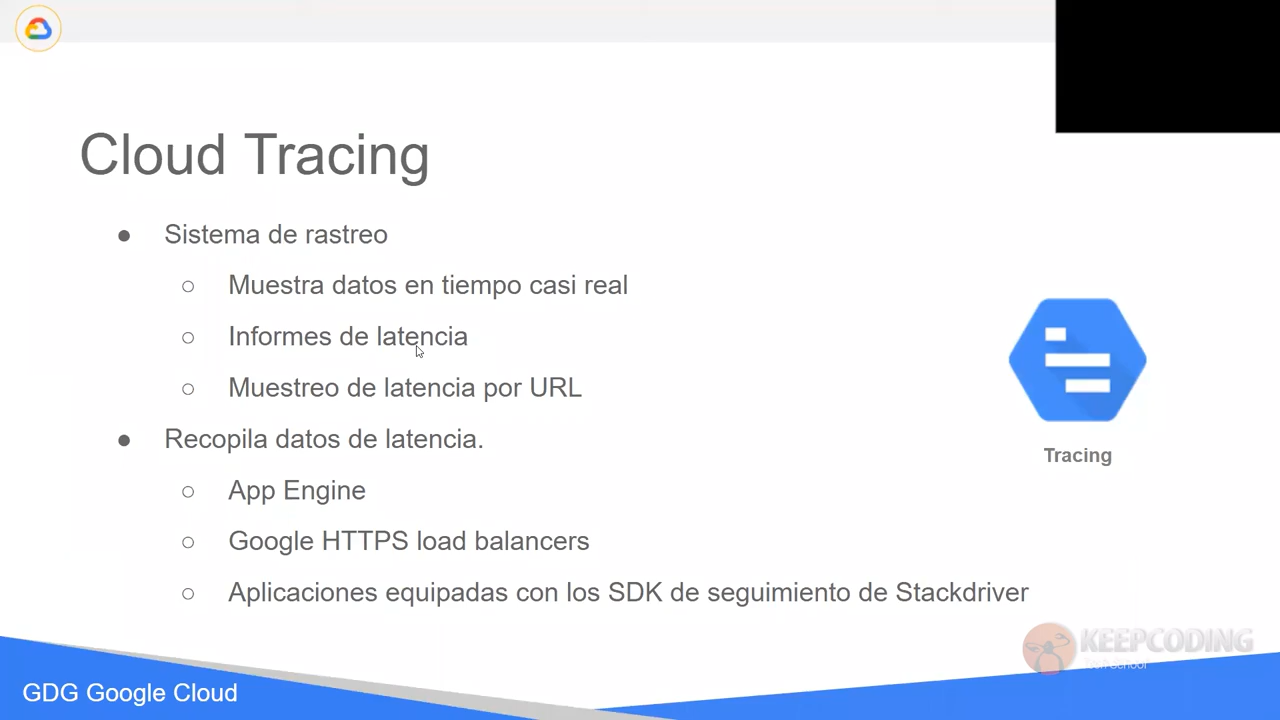 Cloud Tracing
● Sistema de rastreo
○ Muestra datos en tiempo casi real
○ Informes de latencia
○ Muestreo de latencia por URL
● Recopila datos de latencia.
○ App Engine
○ Google HTTPS load balancers
○ Aplicaciones equipadas con los SDK de seguimiento de Stackdriver
Tracing
KEEPCODING
Tech School
GDG Google Cloud